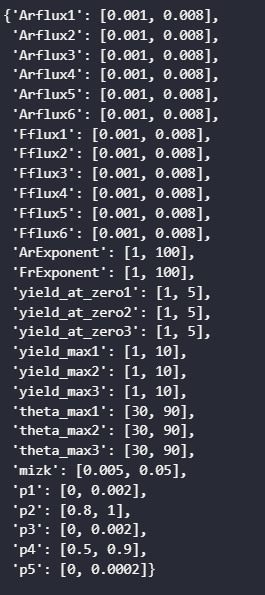 {'Arflux1': [0.001, 0.008],
'Arflux2': [0.001, 0.008],
'Arflux3': [0.001, 0.008],
'Arflux4': [0.001, 0.008],
'Arflux5': [0.001, 0.008],
'Arflux6': [0.001, 0.008],
'Fflux1': [0.001, 0.008],
'Fflux2': [0.001, 0.008],
'Fflux3': [0.001, 0.008],
'Fflux4': [0.001, 0.008],
'Fflux5': [0.001, 0.008],
'Fflux6': [0.001, 0.008],
'ArExponent': [1, 100],
'FrExponent': [1, 100],
'yield_at_zero1': [1, 5],
'yield_at_zero2': [1, 5],
'yield_at_zero3': [1, 5],
'yield_max1': [1, 10],
'yield_max2': [1, 10],
'yield_max3': [1, 10],
'theta_max1': [30, 90],
'theta_max2': [30, 90],
'theta_max3': [30, 90],
'mizk': [0.005, 0.05],
'p1': [0, 0.002],
'p2': [0.8, 1],
'p3': [0, 0.002],
'p4': [0.5, 0.9],
'p5': [0, 0.0002]}